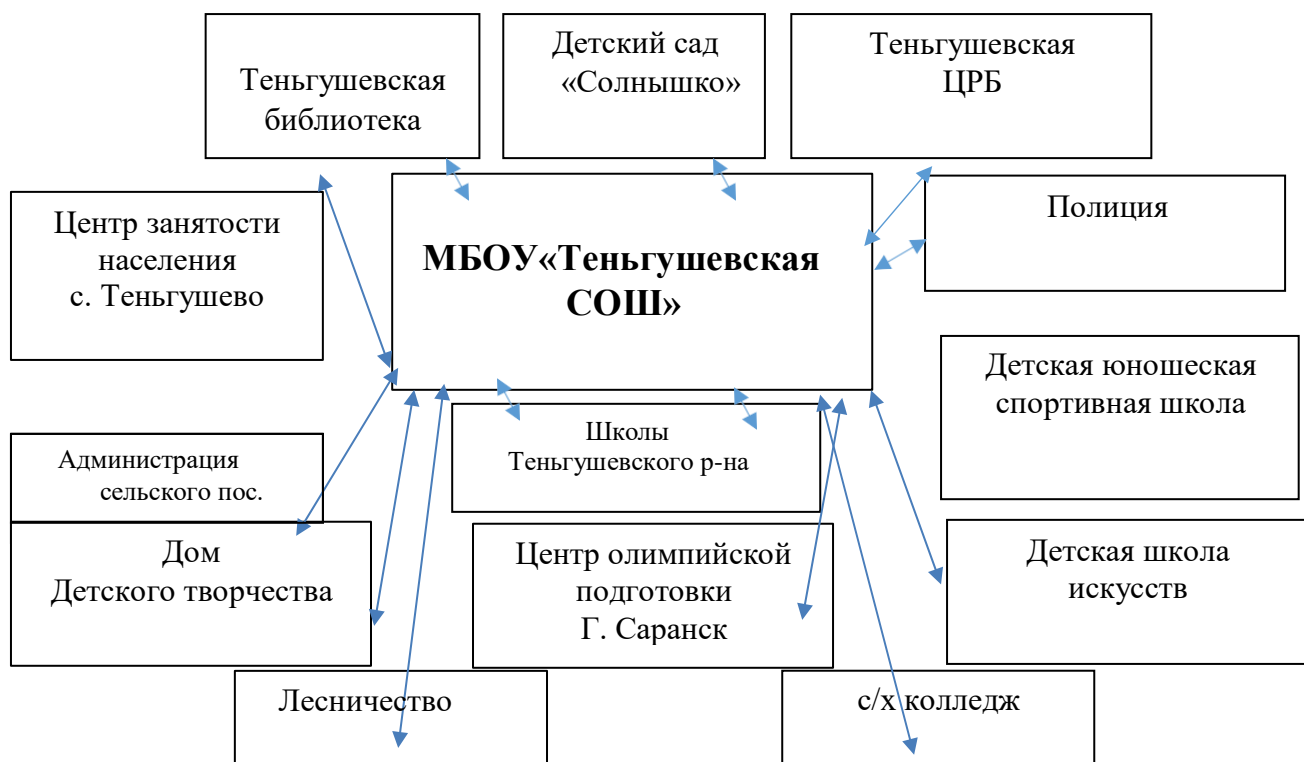 Теньгушевская
библиотека
Детский сад
«Солнышко»
Теньгушевская
ЦРБ
Центр занятости
населения
с. Теньгушево
МБОУ«Теньгушевская
СОШ»
Полиция
Детская юношеская
спортивная школа
Школы
Теньгушевского р-на
Администрация
сельского пос.
Дом
Детского творчества
Центр олимпийской
подготовки
Г. Саранск
Детская школа
искусств
Лесничество
с/х колледж